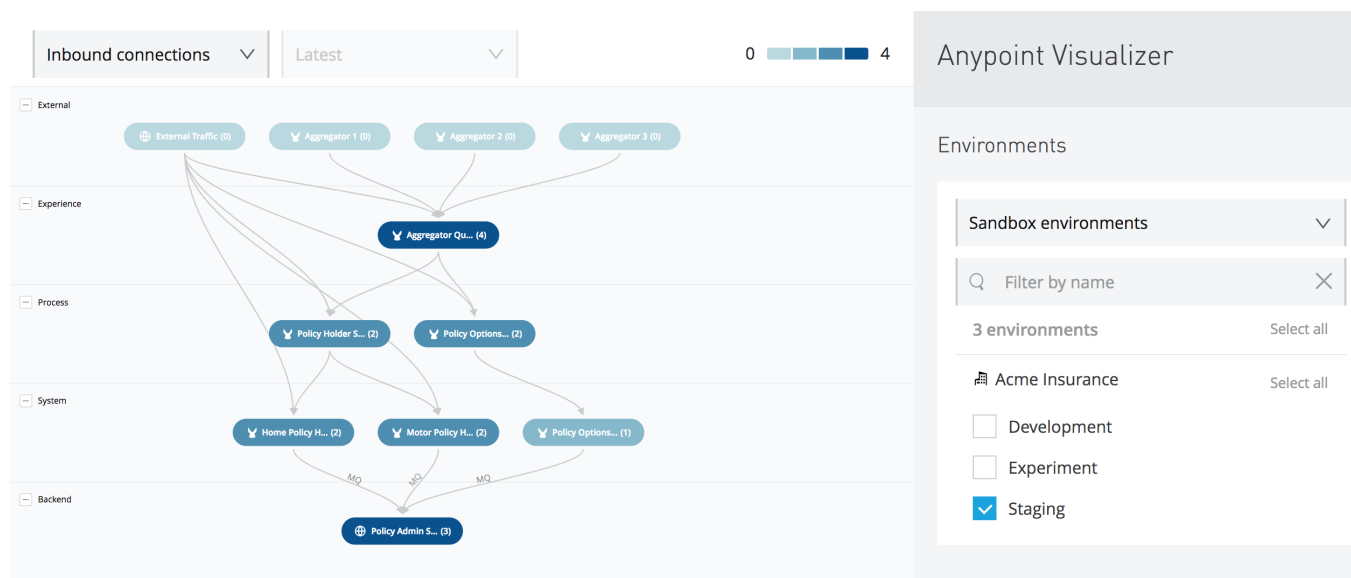 Inbound connections
Latest
0
4
External
External Traffic (0)
Aggregator 1 (0)
Aggregator 2 (0)
Aggregator 3 (0)
Experience
Aggregator Qu... (4)
Process
Policy Holder S... (2)
Policy Options... (2)
System
Home Policy H... (2)
Motor Policy H... (2)
Policy Options... (1)
MQ
MQ
MQ
Backend
Policy Admin S... (3)
Anypoint Visualizer
Environments
Sandbox environments
Filter by name
3 environments
Select all
Acme Insurance
Select all
Development
Experiment
Staging